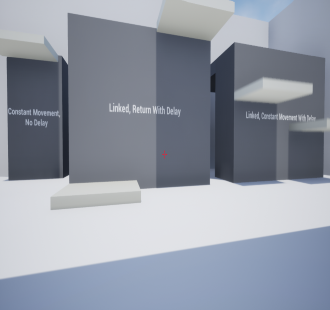 Constant Movement,
No Delay
Linked, Return With Delay
Linked, Constant Movement With Delay